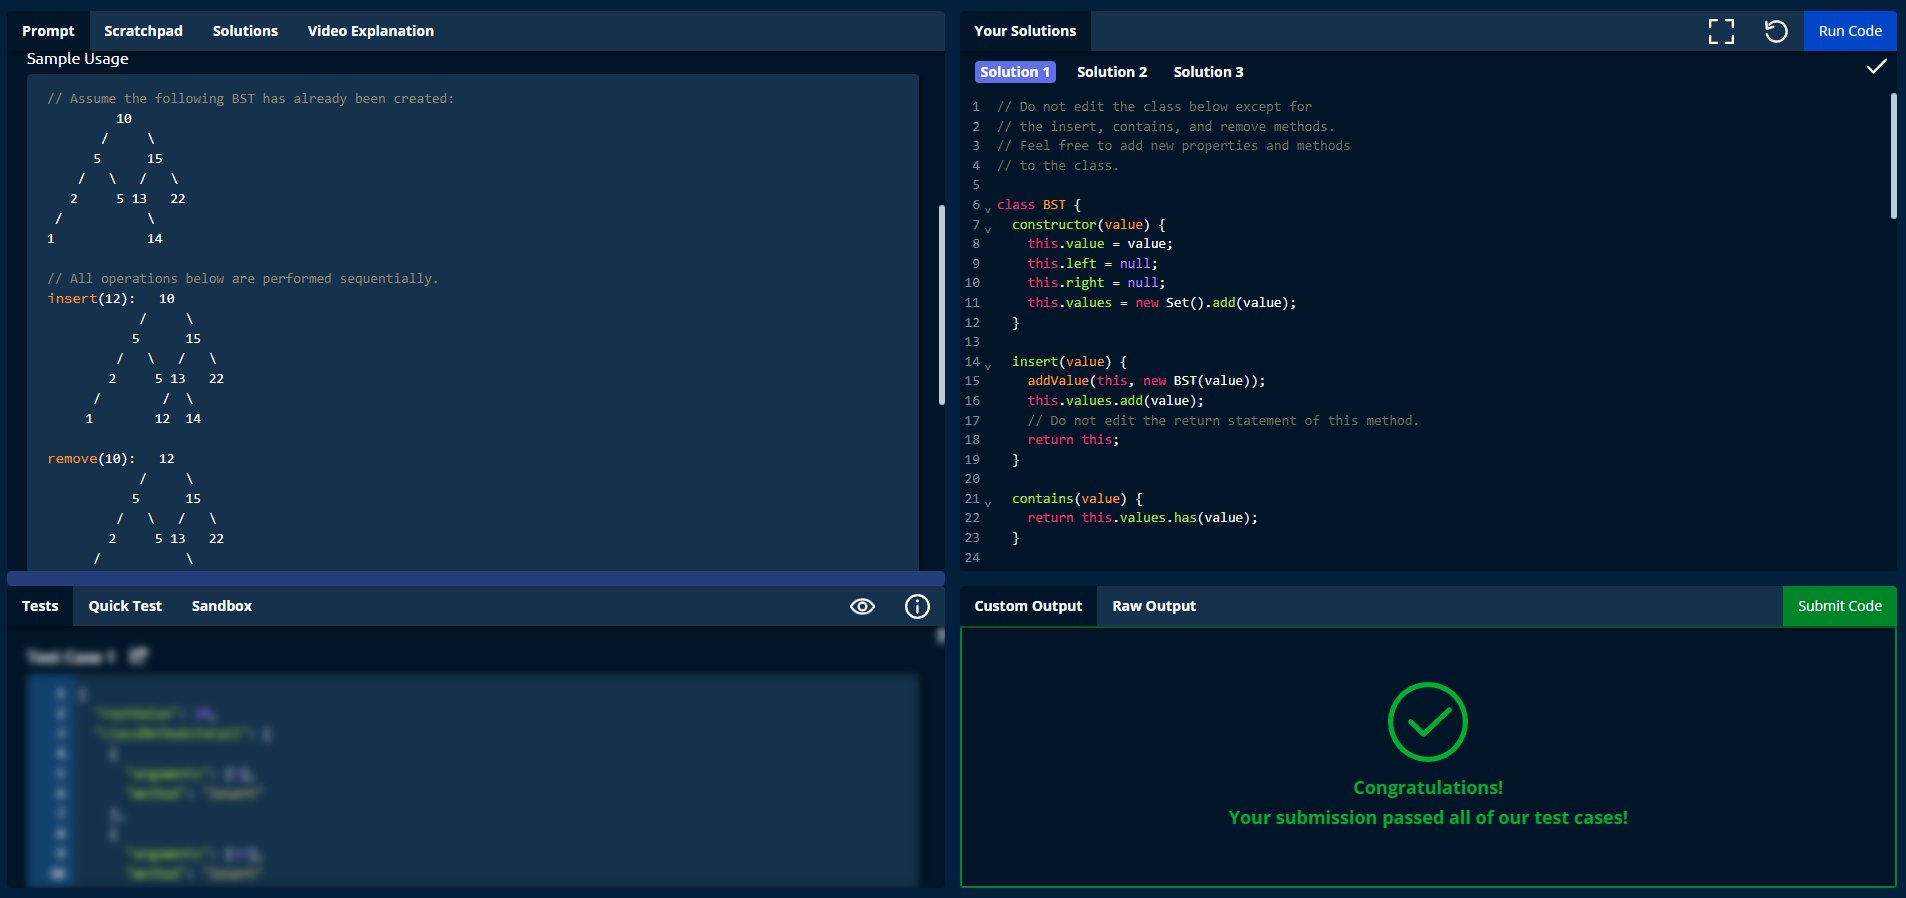 Prompt Scratchpad Solutions Video Explanation
Sample Usage
// Assume the following BST has already been created:
10
/ \
5 15
/ \ / \
2 5 13 22
/ \
1 14
// All operations below are performed sequentially.
insert(12): 10
/ \
5 15
/ \ / \
2 5 13 22
/ / \
1 12 14
remove(10): 12
/ \
5 15
/ \ / \
2 5 13 22
/ \
Your Solutions Run Code
Solution 1 Solution 2 Solution 3
1 // Do not edit the class below except for
2 // the insert, contains, and remove methods.
3 // Feel free to add new properties and methods
4 // to the class.
5
6 class BST {
7 constructor(value) {
8 this.value = value;
9 this.left = null;
10 this.right = null;
11 this.values = new Set().add(value);
12 }
13
14 insert(value) {
15 addValue(this, new BST(value));
16 this.values.add(value);
17 // Do not edit the return statement of this method.
18 return this;
19 }
20
21 contains(value) {
22 return this.values.has(value);
23 }
24
Tests Quick Test Sandbox
Test Case 1
Custom Output Raw Output Submit Code
Congratulations!
Your submission passed all of our test cases!